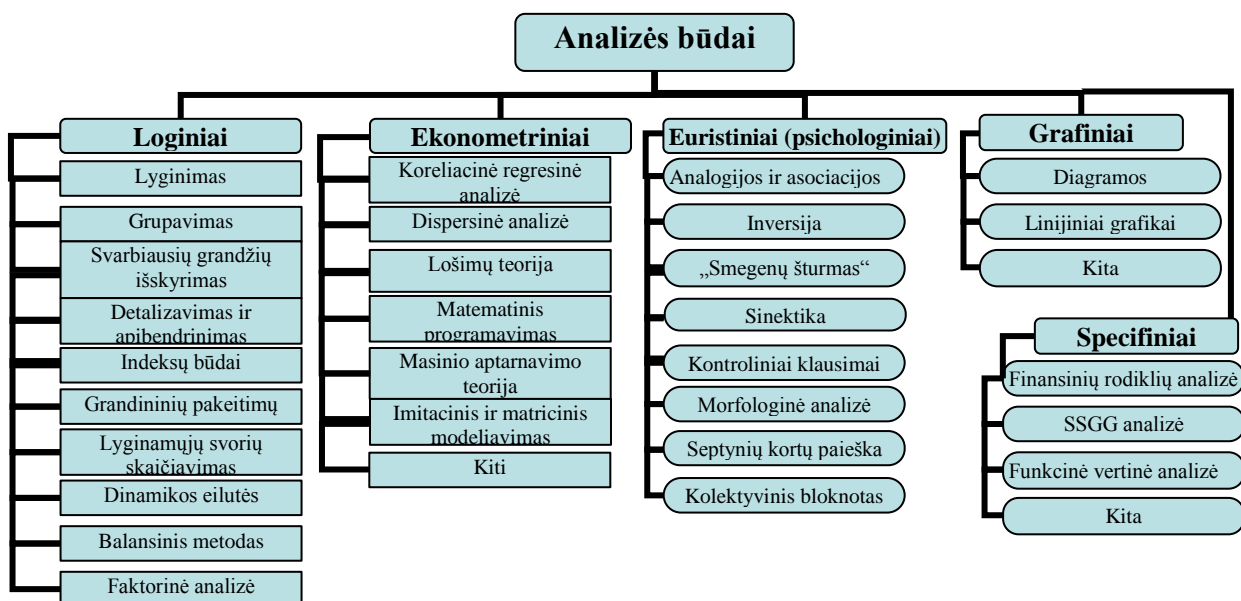 Analizės būdai
Loginiai
Lyginimas
Grupavimas
Svarbiausių grandžių
išskyrimas
Detalizavimas ir
apibendrinimas
Indeksų būdai
Grandininių pakeitimų
Lyginamųjų svorių
skaičiavimas
Dinamikos eilutės
Balansinis metodas
Faktorinė analizė
Ekonometriniai
Koreliacinė regresinė
analizė
Dispersinė analizė
Lošimų teorija
Matematinis
programavimas
Masinio aptarnavimo
teorija
Imitacinis ir matricinis
modeliavimas
Kiti
Euristiniai (psichologiniai)
Analogijos ir asociacijos
Inversija
„Smegenų šturmas“
Sinektika
Kontroliniai klausimai
Morfologinė analizė
Septynių kortų paieška
Kolektyvinis bloknotas
Grafiniai
Diagramos
Linijiniai grafikai
Kita
Specifiniai
Finansinių rodiklių analizė
SSGG analizė
Funkcinė vertinė analizė
Kita